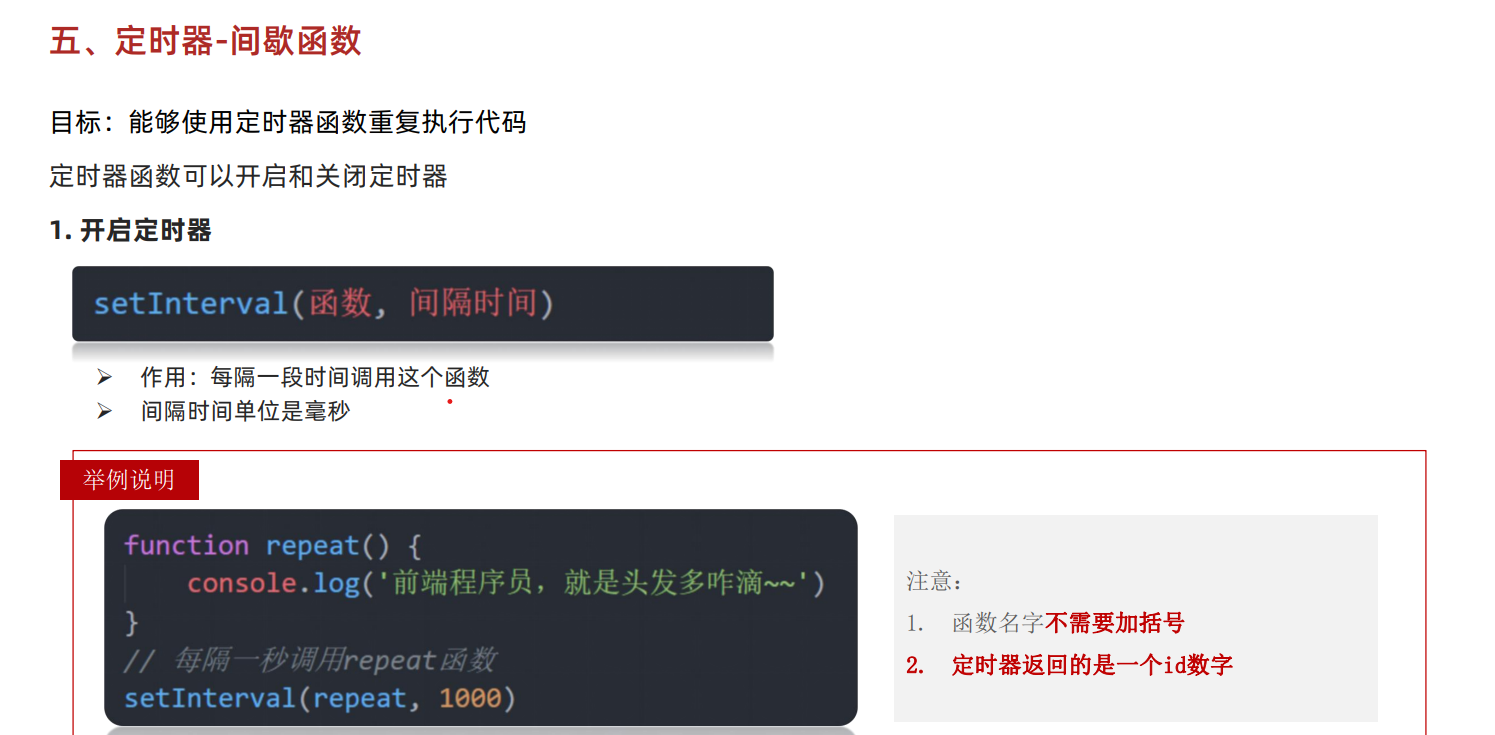 五、定时器-间歇函数
目标：能够使用定时器函数重复执行代码
定时器函数可以开启和关闭定时器
1. 开启定时器
setInterval(函数, 间隔时间)
➢ 作用：每隔一段时间调用这个函数
➢ 间隔时间单位是毫秒
举例说明
function repeat() {
    console.log('前端程序员，就是头发多咋滴~~')
}
// 每隔一秒调用repeat函数
setInterval(repeat, 1000)
注意：
1. 函数名字不需要加括号
2. 定时器返回的是一个id数字